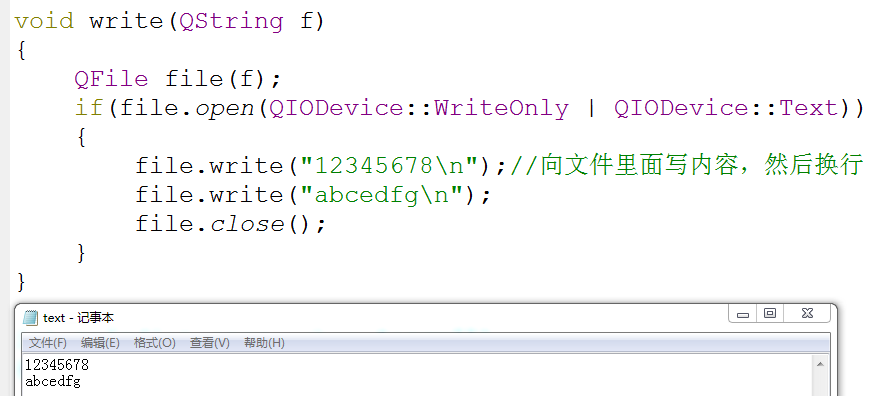 void write(QString f)
{
    QFile file(f);
    if(file.open(QIODevice::WriteOnly | QIODevice::Text))
    {
        file.write("12345678\n");//向文件里面写内容，然后换行
        file.write("abcedfg\n");
        file.close();
    }
}
text - 记事本
文件(F) 编辑(E) 格式(O) 查看(V) 帮助(H)
12345678
abcedfg